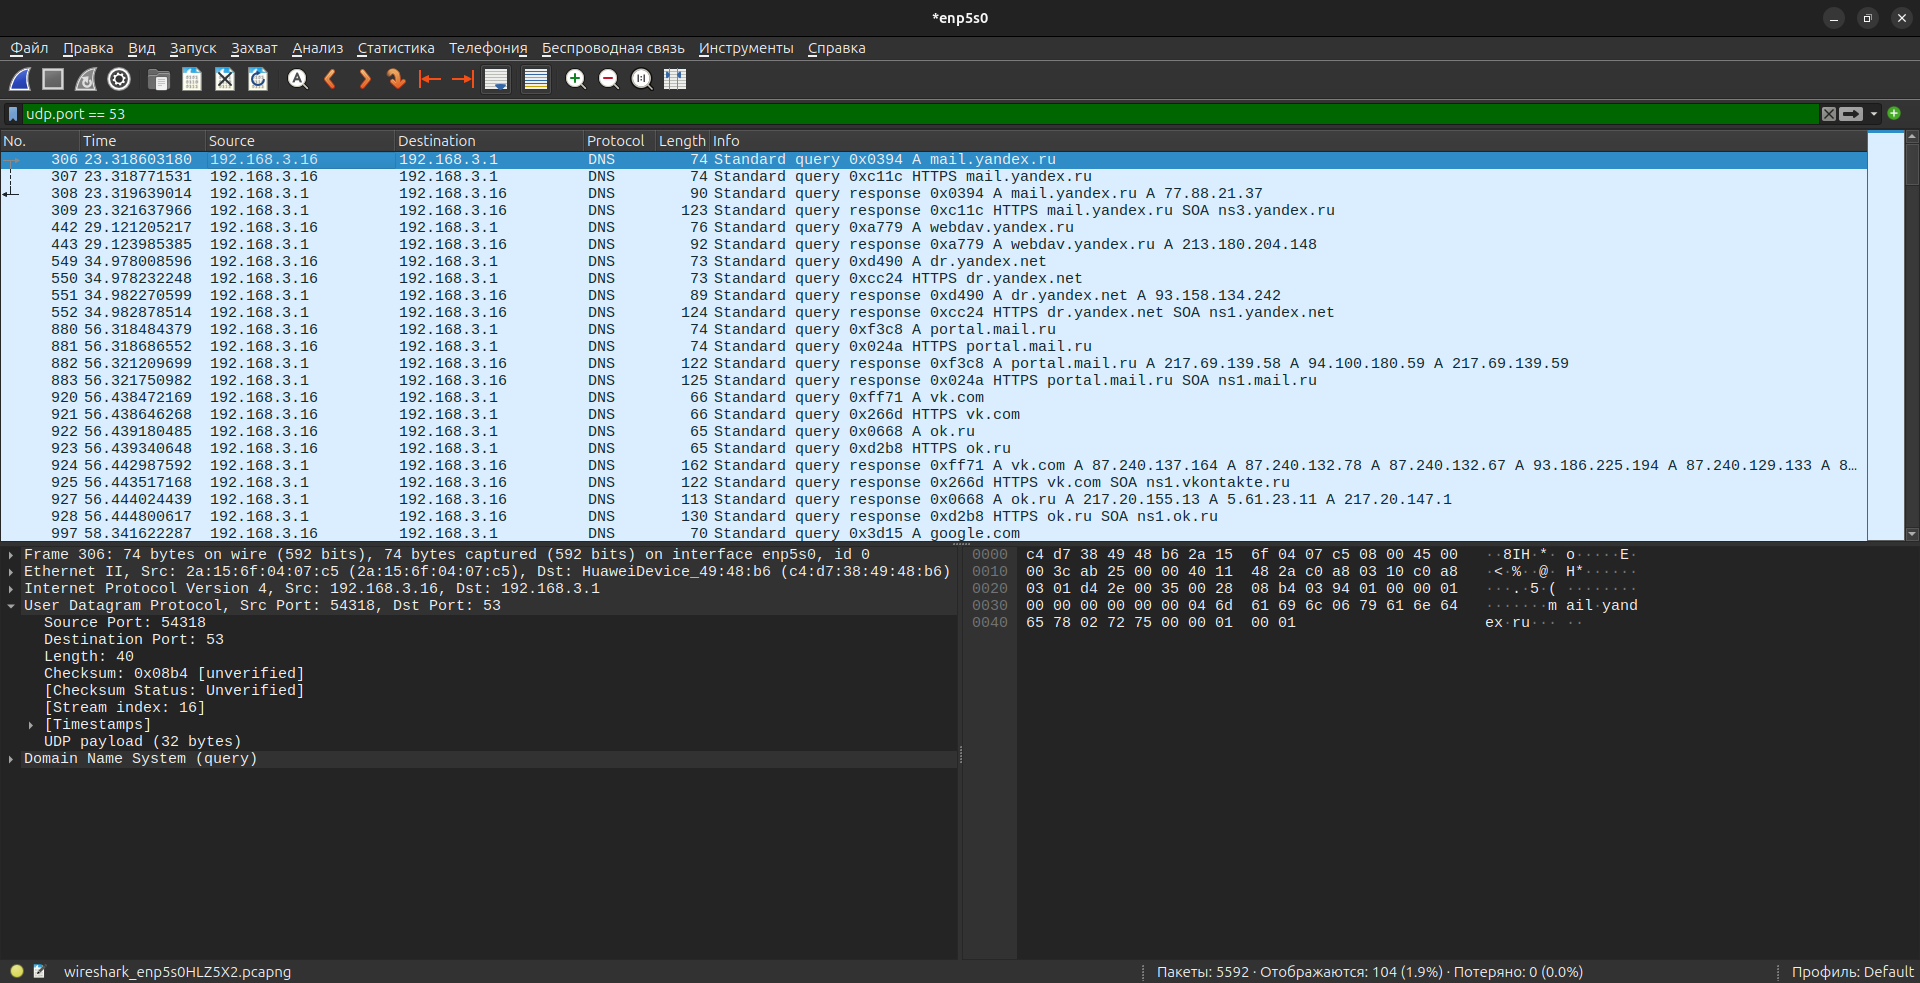 *enp5s0
Файл Правка Вид Запуск Захват Анализ Статистика Телефония Беспроводная связь Инструменты Справка
udp.port == 53
No. Time Source Destination Protocol Length Info
306 23.318603180 192.168.3.16 192.168.3.1 DNS 74 Standard query 0x0394 A mail.yandex.ru
307 23.318771531 192.168.3.16 192.168.3.1 DNS 74 Standard query 0xc11c HTTPS mail.yandex.ru
308 23.319639014 192.168.3.1 192.168.3.16 DNS 90 Standard query response 0x0394 A mail.yandex.ru A 77.88.21.37
309 23.321637966 192.168.3.1 192.168.3.16 DNS 123 Standard query response 0xc11c HTTPS mail.yandex.ru SOA ns3.yandex.ru
442 29.121205217 192.168.3.16 192.168.3.1 DNS 76 Standard query 0xa779 A webdav.yandex.ru
443 29.123985385 192.168.3.1 192.168.3.16 DNS 92 Standard query response 0xa779 A webdav.yandex.ru A 213.180.204.148
549 34.978008596 192.168.3.16 192.168.3.1 DNS 73 Standard query 0xd490 A dr.yandex.net
550 34.978232248 192.168.3.16 192.168.3.1 DNS 73 Standard query 0xcc24 HTTPS dr.yandex.net
551 34.982270599 192.168.3.1 192.168.3.16 DNS 89 Standard query response 0xd490 A dr.yandex.net A 93.158.134.242
552 34.982878514 192.168.3.1 192.168.3.16 DNS 124 Standard query response 0xcc24 HTTPS dr.yandex.net SOA ns1.yandex.net
880 56.318484379 192.168.3.16 192.168.3.1 DNS 74 Standard query 0xf3c8 A portal.mail.ru
881 56.318686552 192.168.3.16 192.168.3.1 DNS 74 Standard query 0x024a HTTPS portal.mail.ru
882 56.321209699 192.168.3.1 192.168.3.16 DNS 122 Standard query response 0xf3c8 A portal.mail.ru A 217.69.139.58 A 94.100.180.59 A 217.69.139.59
883 56.321750982 192.168.3.1 192.168.3.16 DNS 125 Standard query response 0x024a HTTPS portal.mail.ru SOA ns1.mail.ru
920 56.438472169 192.168.3.16 192.168.3.1 DNS 66 Standard query 0xff71 A vk.com
921 56.438646268 192.168.3.16 192.168.3.1 DNS 66 Standard query 0x266d HTTPS vk.com
922 56.439180485 192.168.3.16 192.168.3.1 DNS 65 Standard query 0x0668 A ok.ru
923 56.439340648 192.168.3.16 192.168.3.1 DNS 65 Standard query 0xd2b8 HTTPS ok.ru
924 56.442987592 192.168.3.1 192.168.3.16 DNS 162 Standard query response 0xff71 A vk.com A 87.240.137.164 A 87.240.132.78 A 87.240.132.67 A 93.186.225.194 A 87.240.129.133 A 8…
925 56.443517168 192.168.3.1 192.168.3.16 DNS 122 Standard query response 0x266d HTTPS vk.com SOA ns1.vkontakte.ru
927 56.444024439 192.168.3.1 192.168.3.16 DNS 113 Standard query response 0x0668 A ok.ru A 217.20.155.13 A 5.61.23.11 A 217.20.147.1
928 56.444800617 192.168.3.1 192.168.3.16 DNS 130 Standard query response 0xd2b8 HTTPS ok.ru SOA ns1.ok.ru
997 58.341622287 192.168.3.16 192.168.3.1 DNS 70 Standard query 0x3d15 A google.com
Frame 306: 74 bytes on wire (592 bits), 74 bytes captured (592 bits) on interface enp5s0, id 0
Ethernet II, Src: 2a:15:6f:04:07:c5 (2a:15:6f:04:07:c5), Dst: HuaweiDevice_49:48:b6 (c4:d7:38:49:48:b6)
Internet Protocol Version 4, Src: 192.168.3.16, Dst: 192.168.3.1
User Datagram Protocol, Src Port: 54318, Dst Port: 53
Source Port: 54318
Destination Port: 53
Length: 40
Checksum: 0x08b4 [unverified]
[Checksum Status: Unverified]
[Stream index: 16]
[Timestamps]
UDP payload (32 bytes)
Domain Name System (query)
0000 c4 d7 38 49 48 b6 2a 15 6f 04 07 c5 08 00 45 00 ··8IH·*· o·····E·
0010 00 3c ab 25 00 00 40 11 48 2a c0 a8 03 10 c0 a8 ·<·%··@· H*······
0020 03 01 d4 2e 00 35 00 28 08 b4 03 94 01 00 00 01 ···.·5·( ········
0030 00 00 00 00 00 00 04 6d 61 69 6c 06 79 61 6e 64 ·······m ail·yand
0040 65 78 02 72 75 00 00 01 00 01 ex·ru··· ··
wireshark_enp5s0HLZ5X2.pcapng
Пакеты: 5592 · Отображаются: 104 (1.9%) · Потеряно: 0 (0.0%)
Профиль: Default